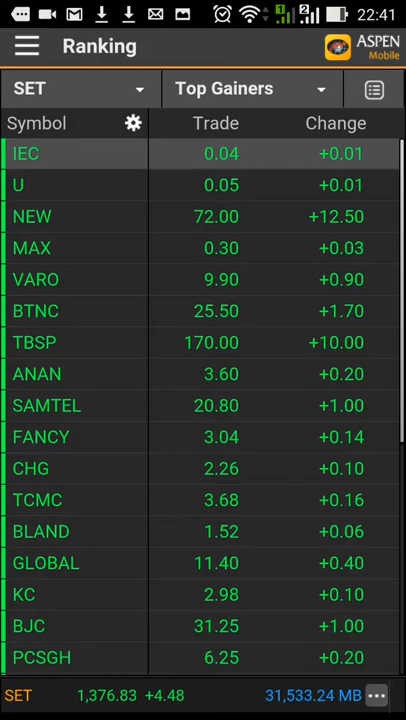 22:41
Ranking
ASPEN
Mobile
SET Top Gainers
Symbol Trade Change
IEC 0.04 +0.01
U 0.05 +0.01
NEW 72.00 +12.50
MAX 0.30 +0.03
VARO 9.90 +0.90
BTNC 25.50 +1.70
TBSP 170.00 +10.00
ANAN 3.60 +0.20
SAMTEL 20.80 +1.00
FANCY 3.04 +0.14
CHG 2.26 +0.10
TCMC 3.68 +0.16
BLAND 1.52 +0.06
GLOBAL 11.40 +0.40
KC 2.98 +0.10
BJC 31.25 +1.00
PCSGH 6.25 +0.20
SET 1,376.83 +4.48 31,533.24 MB